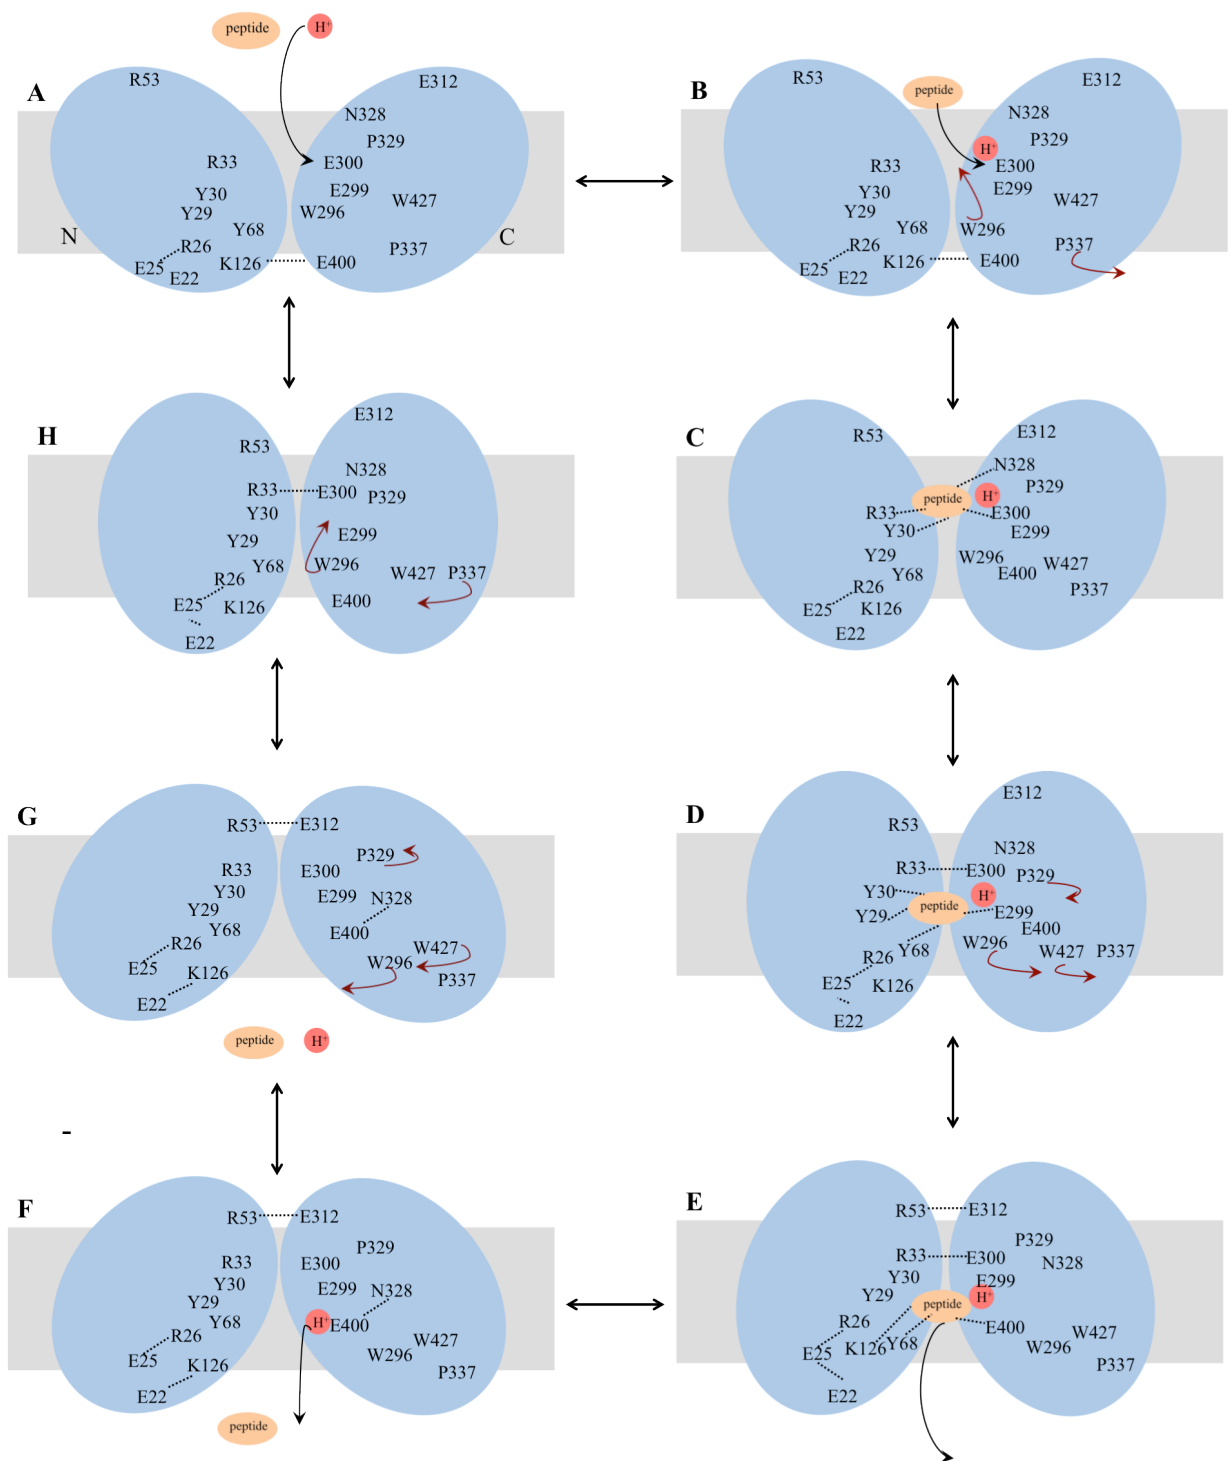 peptide H⁺
A
R53 E312
N328
P329
R33 E300
Y30 E299
Y29 W296 W427
N Y68 C
R26 P337
E25 K126 E400
E22
B
R53 E312
peptide
N328
H⁺ P329
R33 E300
Y30 E299
Y29 W427
Y68 W296
R26 P337
E25 K126 E400
E22
H
E312
R53
N328
R33 E300 P329
Y30
Y29 E299
Y68 W296
R26 W427 P337
E25 K126 E400
E22
C
R53 E312
N328
peptide H⁺ P329
R33 E300
Y30 E299
Y29 W296 W427
Y68 E400
R26 P337
E25 K126
E22
G
R53 E312
P329
R33 E300
Y30 E299 N328
Y29
Y68 E400
R26 W427
E25 W296
K126 P337
E22
peptide H⁺
D
E312
R53
N328
R33 E300 P329
Y30 H⁺
Y29 peptide E299
E400
Y68 W296 W427 P337
R26
E25 K126
E22
-
F
R53 E312
P329
R33 E300
Y30 E299 N328
Y29
Y68 H⁺ E400
R26 W427
E25 W296
K126 P337
E22
peptide
E
R53 E312
P329
R33 E300 N328
Y30 E299
Y29 peptide H⁺
R26 E400
E25 K126 Y68 W296 W427
P337
E22